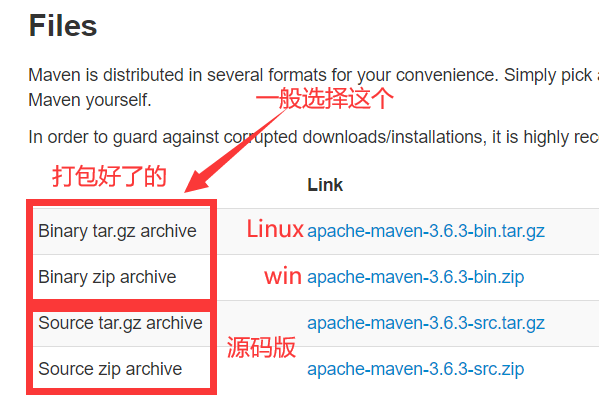 Files
Maven is distributed in several formats for your convenience. Simply pick a
Maven yourself.
一般选择这个
In order to guard against corrupted downloads/installations, it is highly reco
打包好了的
Link
Binary tar.gz archive
Linux
apache-maven-3.6.3-bin.tar.gz
Binary zip archive
win
apache-maven-3.6.3-bin.zip
Source tar.gz archive
apache-maven-3.6.3-src.tar.gz
源码版
Source zip archive
apache-maven-3.6.3-src.zip